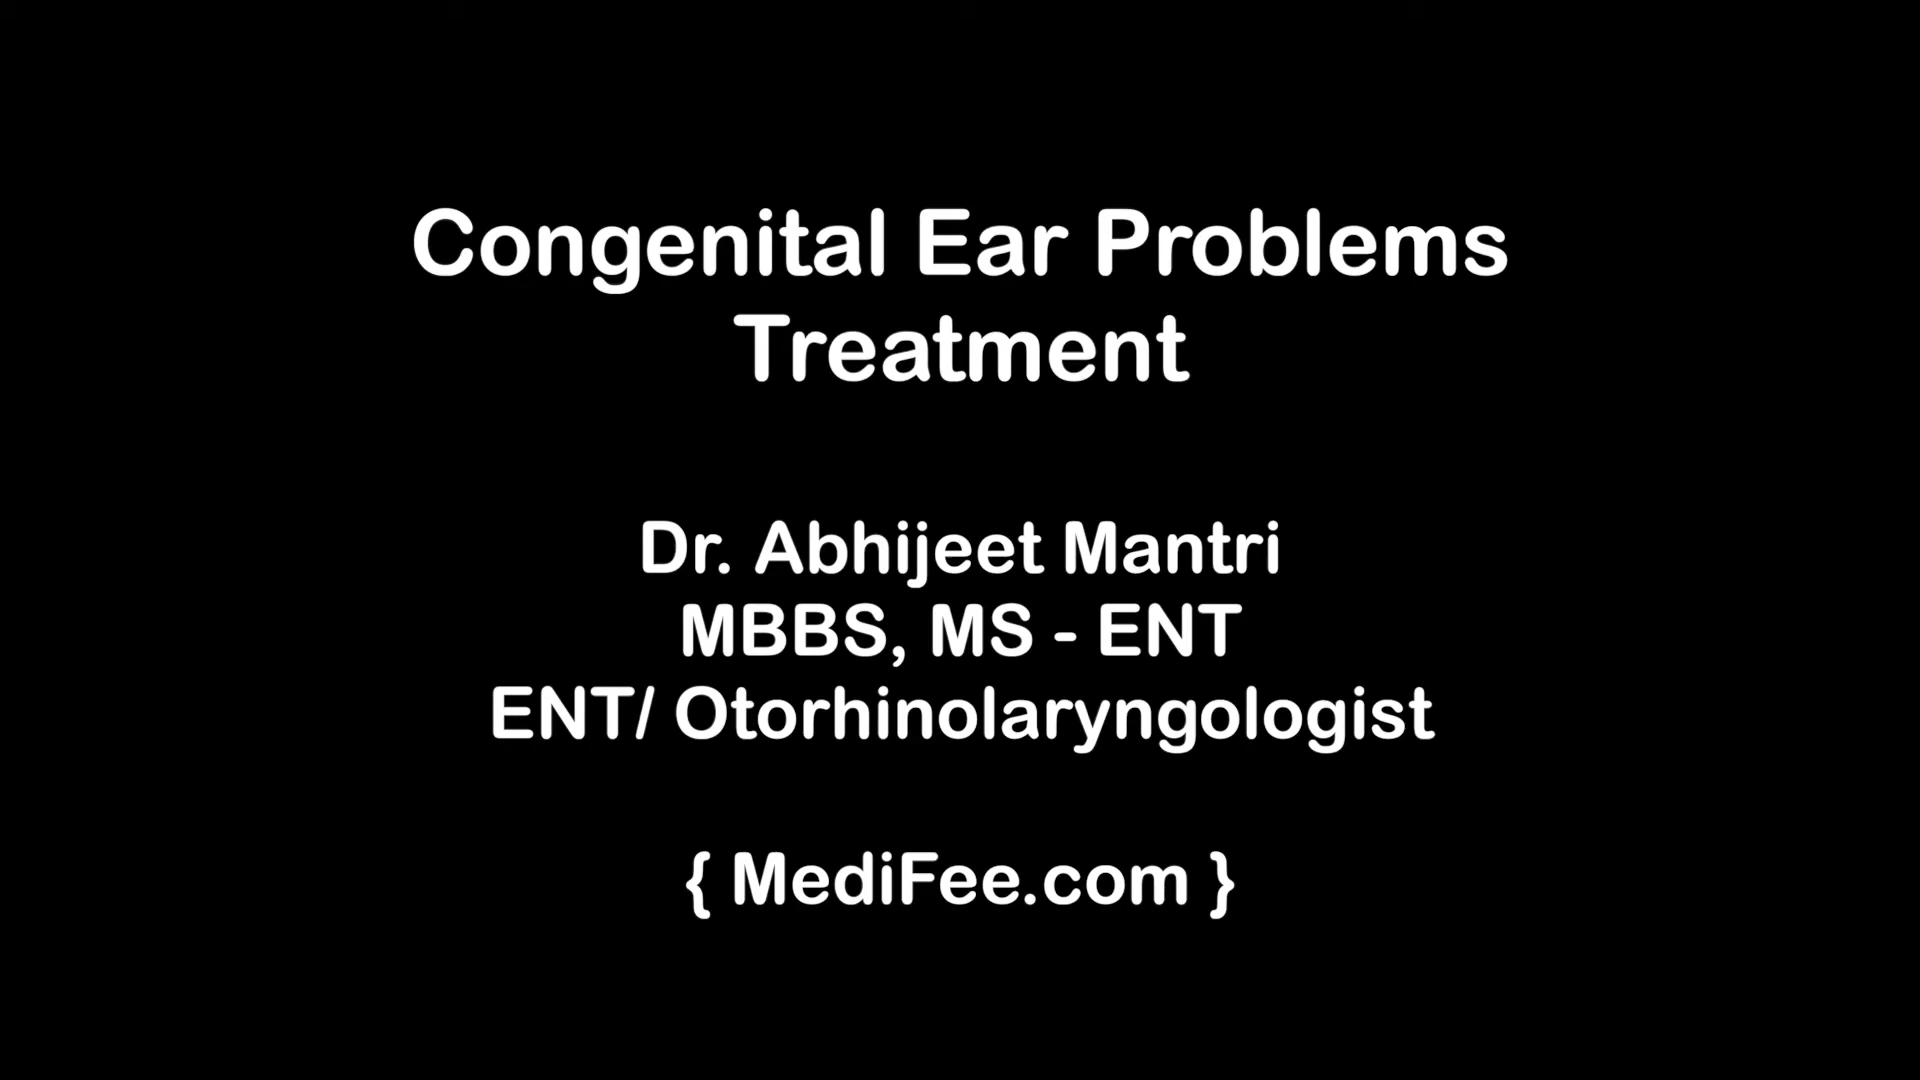 Congenital Ear Problems
Treatment
Dr. Abhijeet Mantri
MBBS, MS - ENT
ENT/ Otorhinolaryngologist
{ MediFee.com }